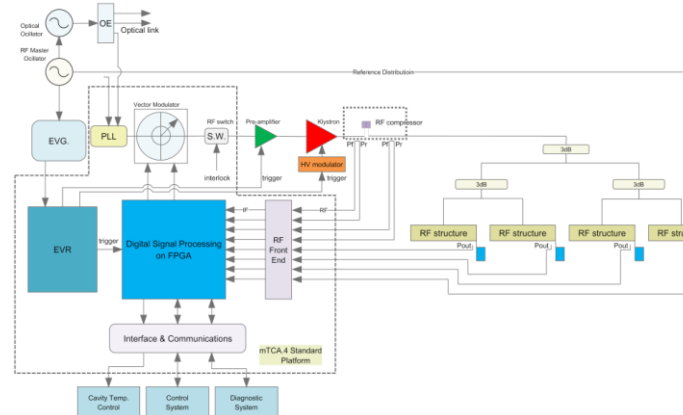 Optical
Ocillotor
OE
Optical link
RF Master
Ocillator
Reference Distribution
Vector Modulator
RF switch
Pre-amplifier
Klystron
RF compressor
EVG.
PLL
S.W.
Pf Pr
Pf Pr
3dB
HV modulator
interlock
trigger
trigger
3dB
3dB
EVR
trigger
Digital Signal Processing
on FPGA
IF
RF
RF
Front
End
RF structure
RF structure
RF structure
RF struct
Pout
Pout
Pout
Interface & Communications
mTCA.4 Standard
Platform
Cavity Temp.
Control
Control
System
Diagnostic
System